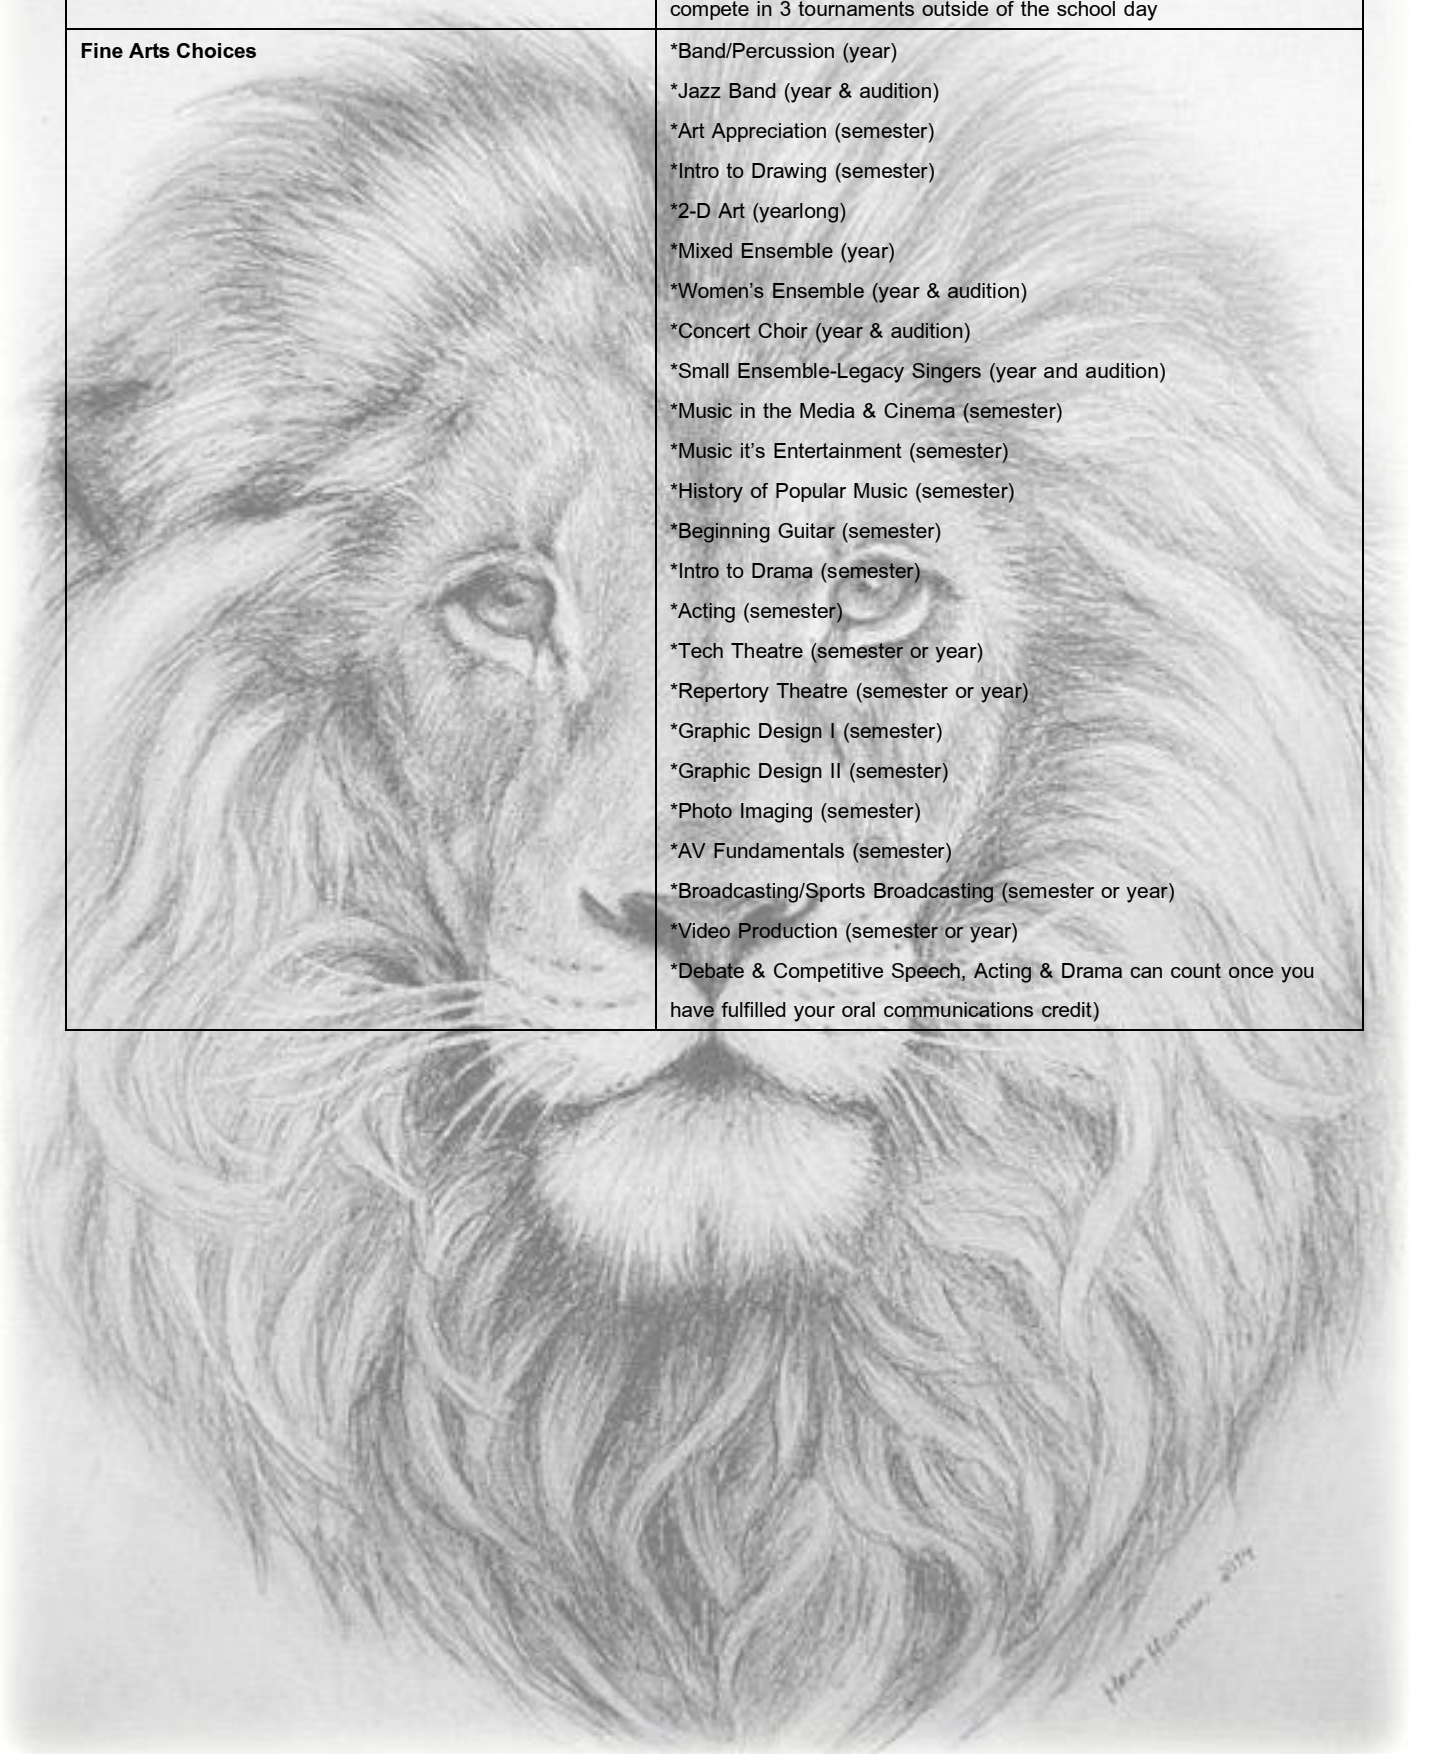 compete in 3 tournaments outside of the school day
Fine Arts Choices
*Band/Percussion (year)
*Jazz Band (year & audition)
*Art Appreciation (semester)
*Intro to Drawing (semester)
*2-D Art (yearlong)
*Mixed Ensemble (year)
*Women’s Ensemble (year & audition)
*Concert Choir (year & audition)
*Small Ensemble-Legacy Singers (year and audition)
*Music in the Media & Cinema (semester)
*Music it’s Entertainment (semester)
*History of Popular Music (semester)
*Beginning Guitar (semester)
*Intro to Drama (semester)
*Acting (semester)
*Tech Theatre (semester or year)
*Repertory Theatre (semester or year)
*Graphic Design I (semester)
*Graphic Design II (semester)
*Photo Imaging (semester)
*AV Fundamentals (semester)
*Broadcasting/Sports Broadcasting (semester or year)
*Video Production (semester or year)
*Debate & Competitive Speech, Acting & Drama can count once you
have fulfilled your oral communications credit)